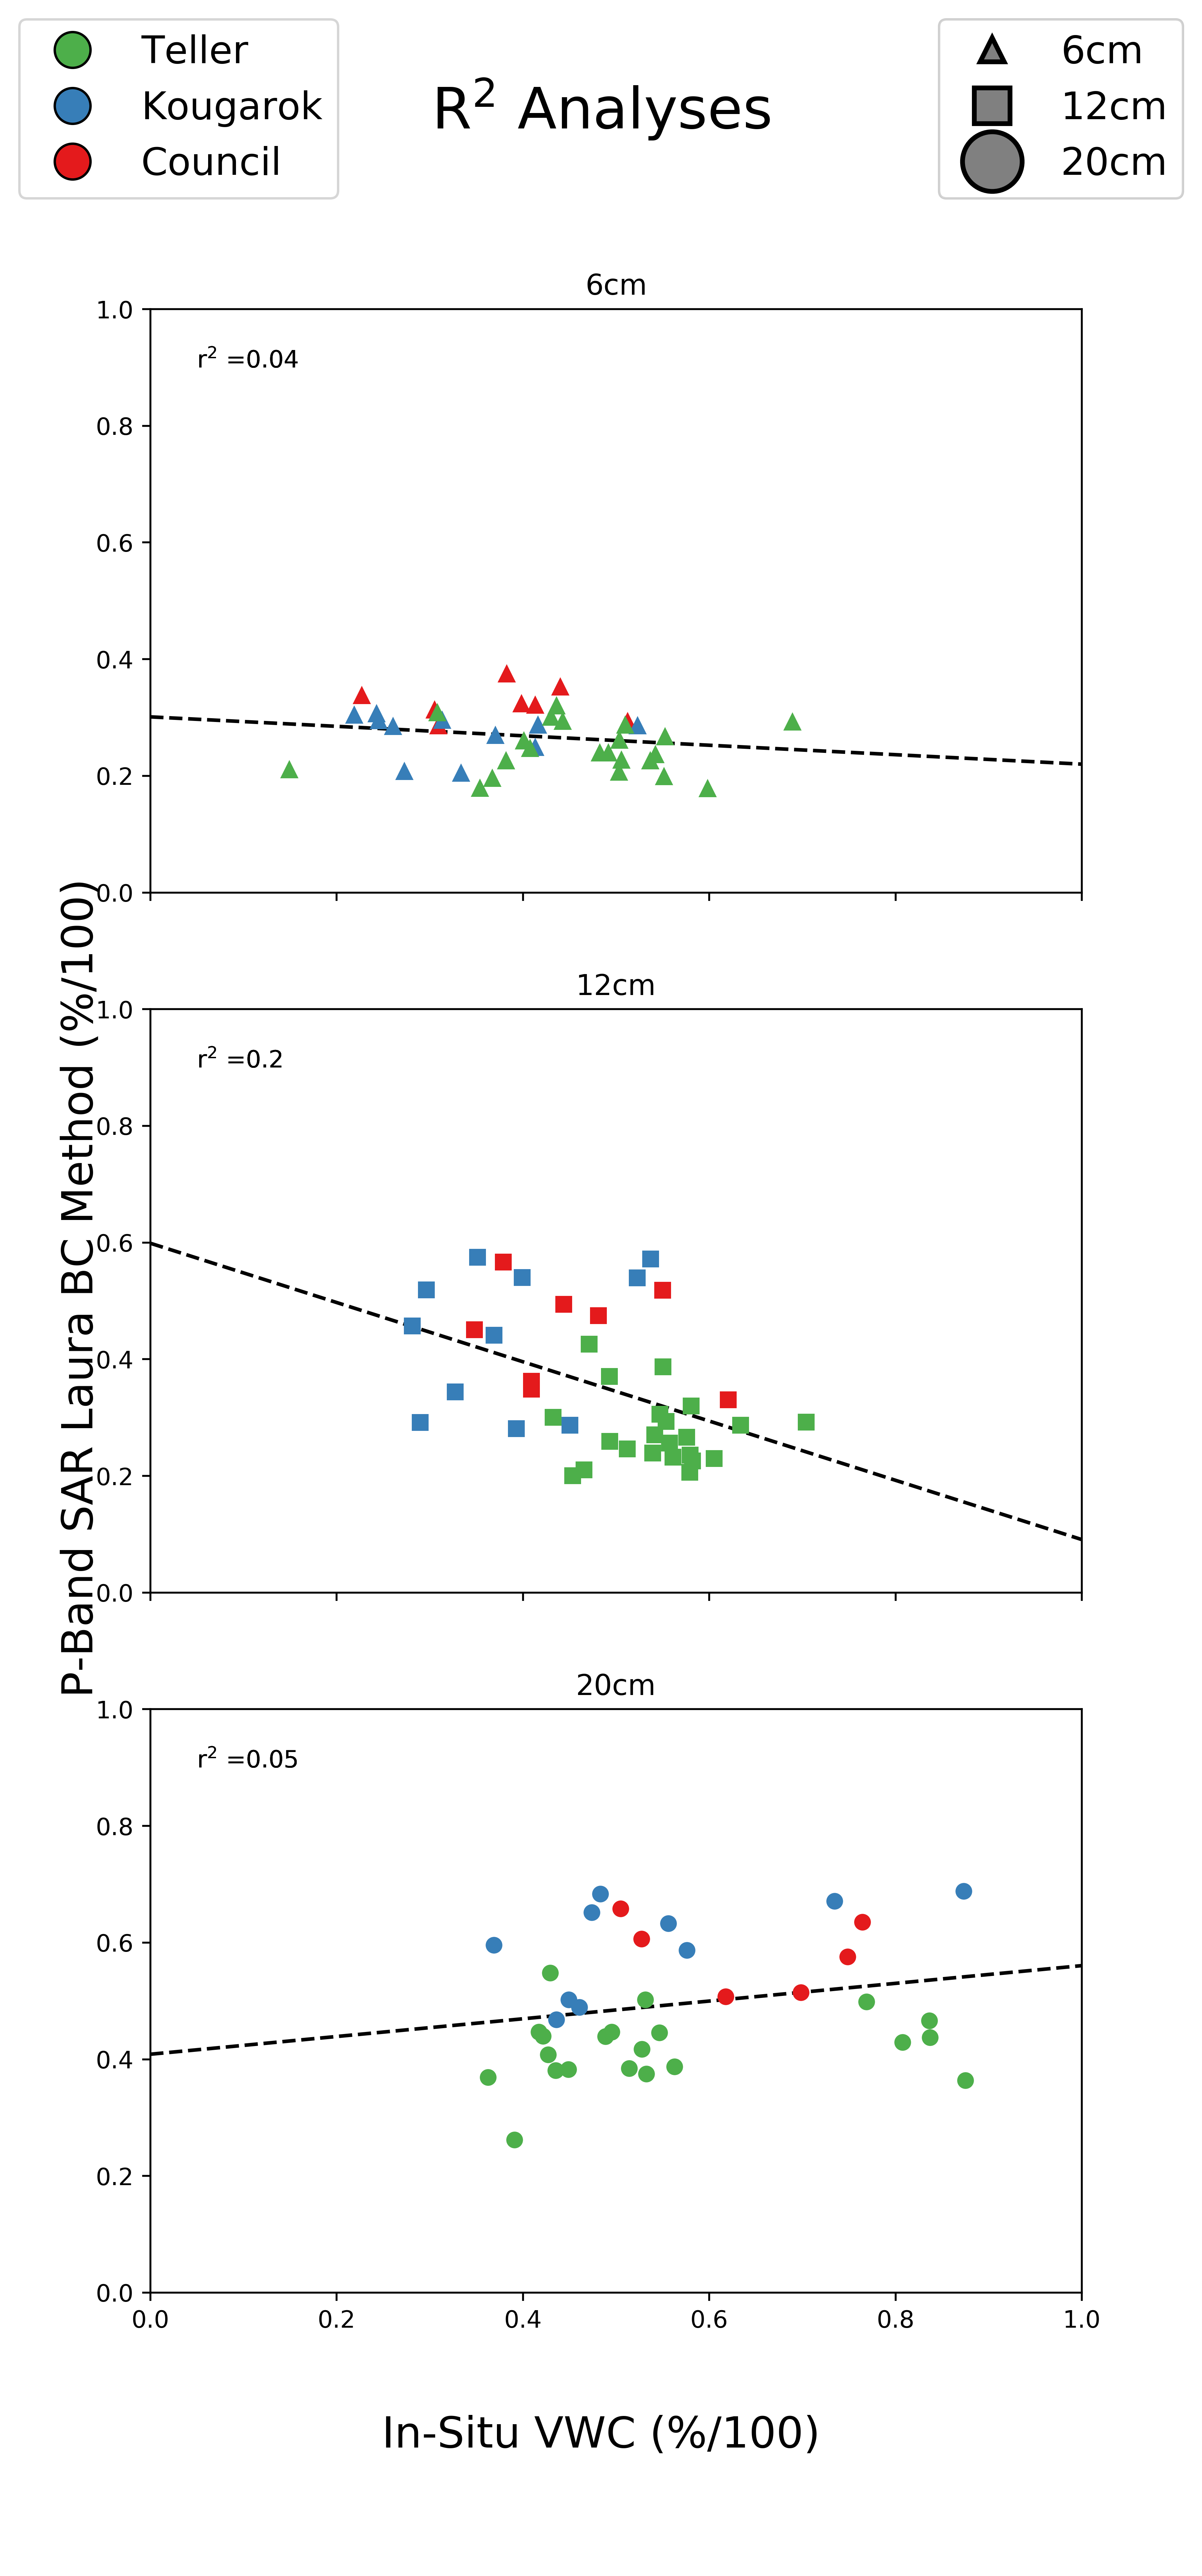 Teller
Kougarok
Council
R² Analyses
6cm
12cm
20cm
6cm
r² =0.04
1.0
0.8
0.6
0.4
0.2
0.0
P-Band SAR Laura BC Method (%/100)
12cm
r² =0.2
1.0
0.8
0.6
0.4
0.2
0.0
20cm
r² =0.05
1.0
0.8
0.6
0.4
0.2
0.0
0.0 0.2 0.4 0.6 0.8 1.0
In-Situ VWC (%/100)